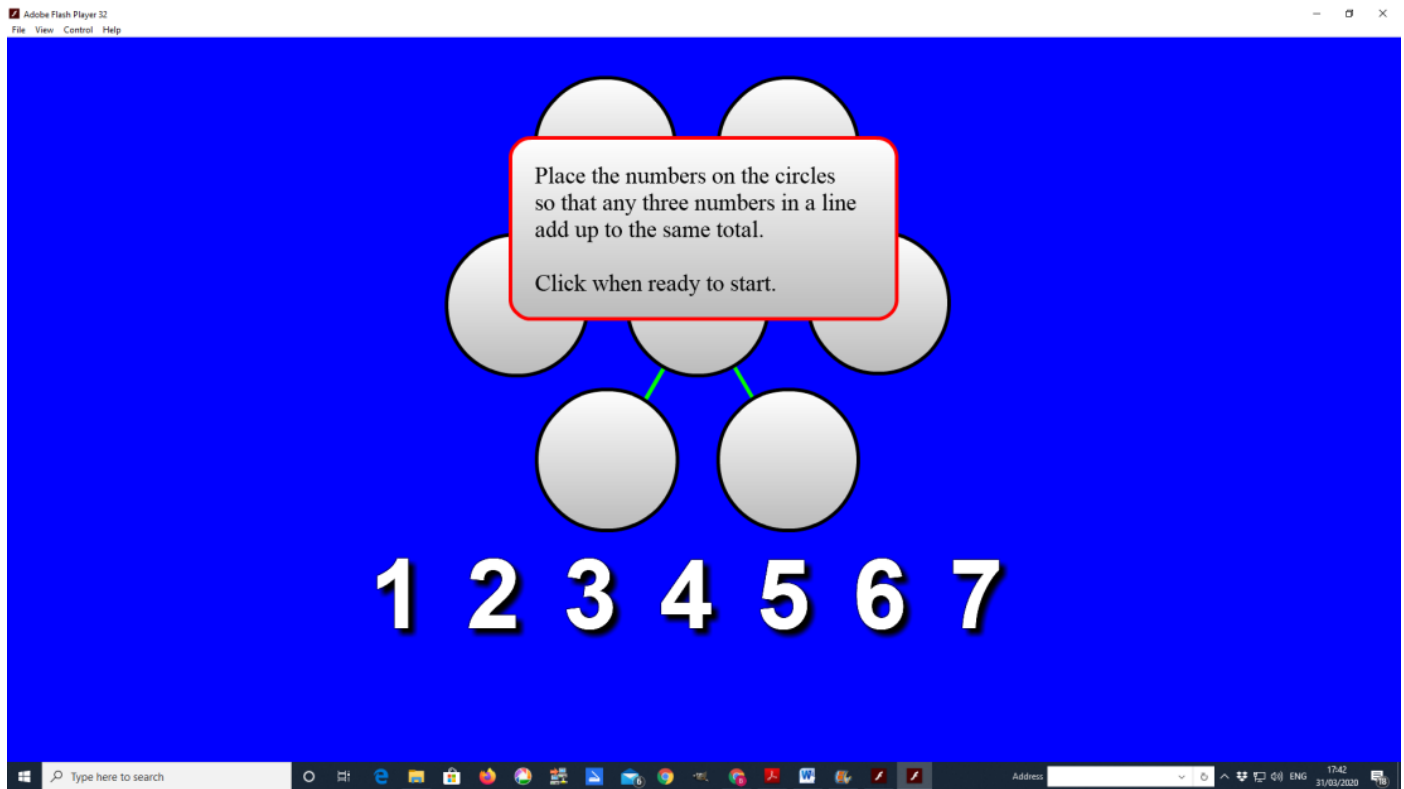 Adobe Flash Player 32
File View Control Help
Place the numbers on the circles
so that any three numbers in a line
add up to the same total.
Click when ready to start.
1 2 3 4 5 6 7
Type here to search
6
Address
ENG
17:42
31/03/2020
18